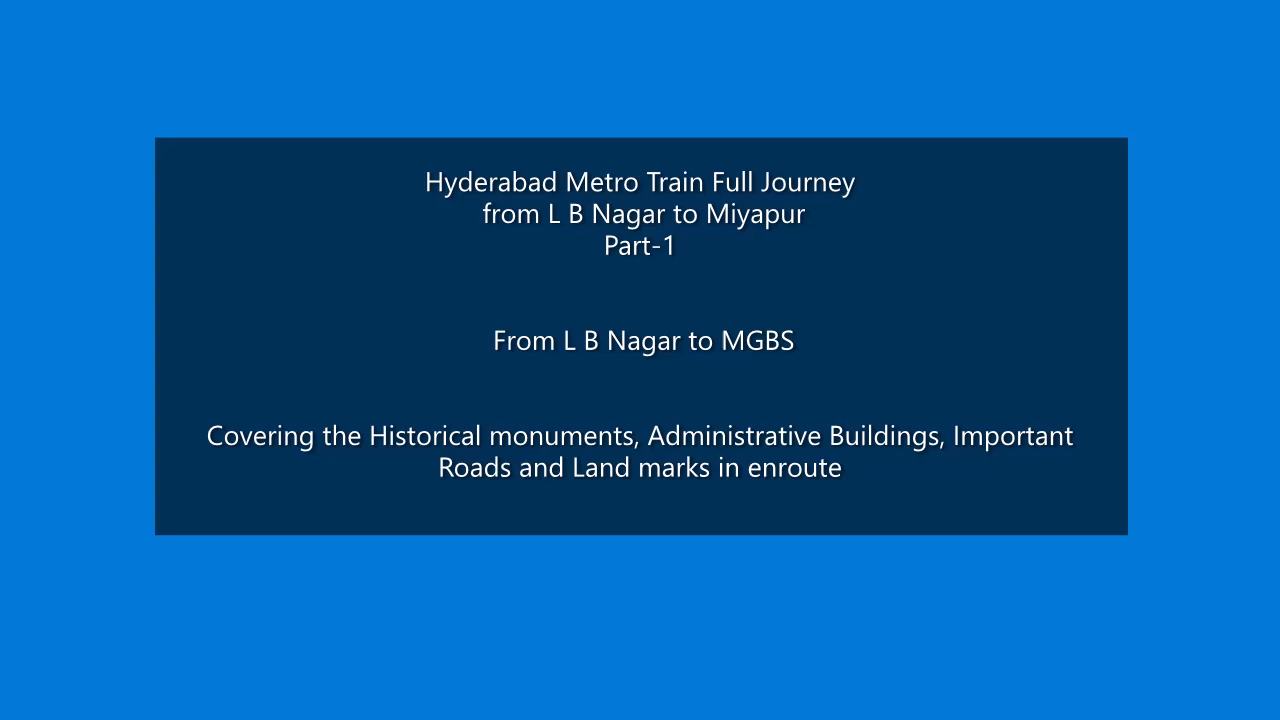 Hyderabad Metro Train Full Journey
from L B Nagar to Miyapur
Part-1
From L B Nagar to MGBS
Covering the Historical monuments, Administrative Buildings, Important
Roads and Land marks in enroute